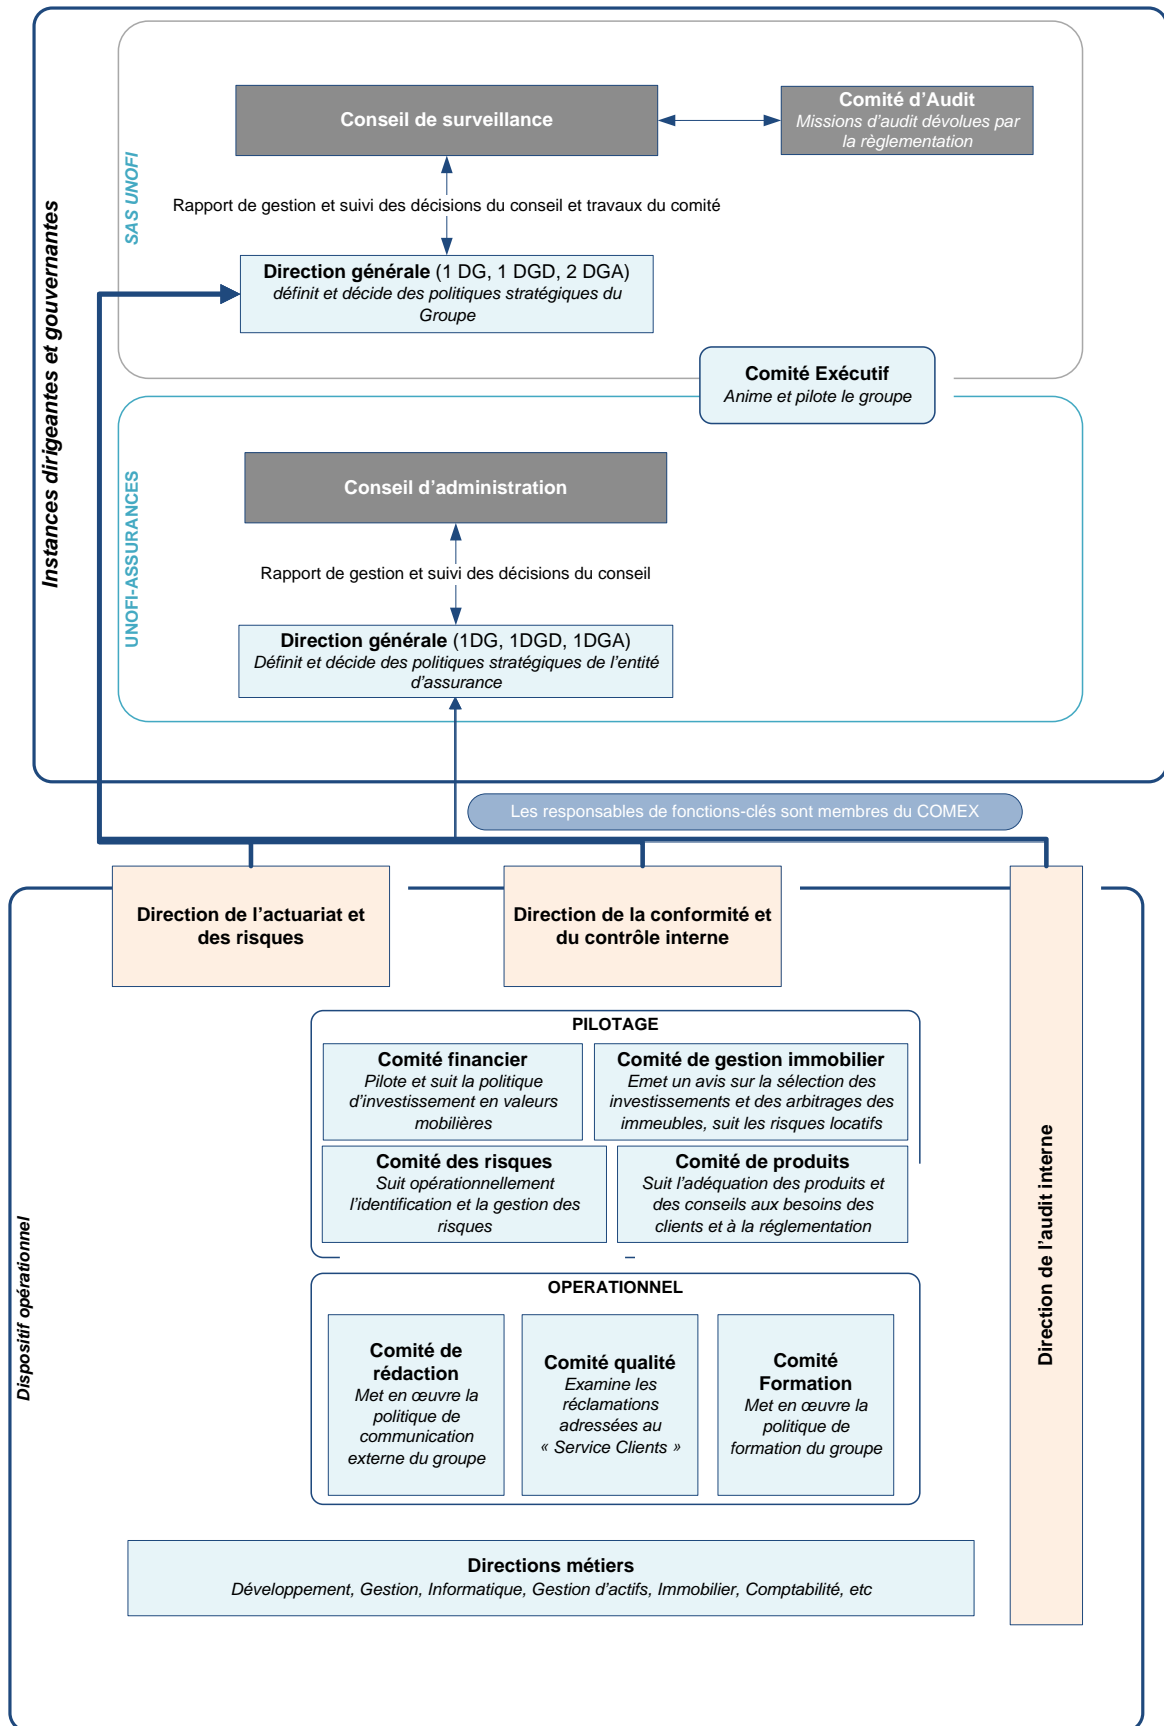 Instances dirigeantes et gouvernantes
SAS UNOFI
Conseil de surveillance
Comité d'Audit
Missions d'audit dévolues par
la règlementation
Rapport de gestion et suivi des décisions du conseil et travaux du comité
Direction générale (1 DG, 1 DGD, 2 DGA)
définit et décide des politiques stratégiques du
Groupe
Comité Exécutif
Anime et pilote le groupe
UNOFI-ASSURANCES
Conseil d'administration
Rapport de gestion et suivi des décisions du conseil
Direction générale (1DG, 1DGD, 1DGA)
Définit et décide des politiques stratégiques de l'entité
d'assurance
Les responsables de fonctions-clés sont membres du COMEX
Dispositif opérationnel
Direction de l'actuariat et
des risques
Direction de la conformité et
du contrôle interne
Direction de l'audit interne
PILOTAGE
Comité financier
Pilote et suit la politique
d'investissement en valeurs
mobilières
Comité de gestion immobilier
Emet un avis sur la sélection des
investissements et des arbitrages des
immeubles, suit les risques locatifs
Comité des risques
Suit opérationnellement
l'identification et la gestion des
risques
Comité de produits
Suit l'adéquation des produits et
des conseils aux besoins des
clients et à la réglementation
OPERATIONNEL
Comité de
rédaction
Met en œuvre la
politique de
communication
externe du groupe
Comité qualité
Examine les
réclamations
adressées au
« Service Clients »
Comité
Formation
Met en œuvre la
politique de
formation du groupe
Directions métiers
Développement, Gestion, Informatique, Gestion d'actifs, Immobilier, Comptabilité, etc